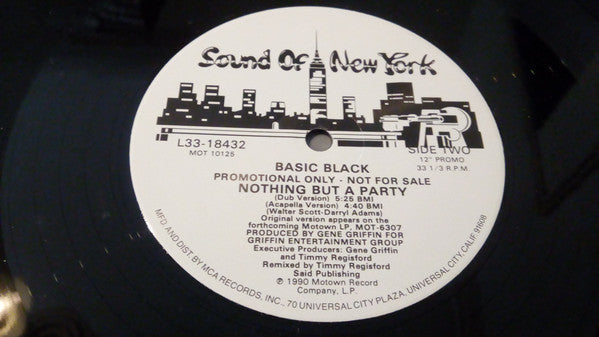 Sound Of New York
L33-18432
MOT 10125
SIDE TWO
12" PROMO
33 1/3 R.P.M.
BASIC BLACK
PROMOTIONAL ONLY - NOT FOR SALE
NOTHING BUT A PARTY
(Dub Version) 5:25 BMI
(Acapella Version) 4:40 BMI
(Walter Scott-Darryl Adams)
Original version appears on the
forthcoming Motown LP, MOT-6307
PRODUCED BY GENE GRIFFIN FOR
GRIFFIN ENTERTAINMENT GROUP
Executive Producers: Gene Griffin
and Timmy Regisford
Remixed by Timmy Regisford
Said Publishing
℗ 1990 Motown Record
Company, L.P.
MFD AND DIST. BY MCA RECORDS, INC., 70 UNIVERSAL CITY PLAZA, UNIVERSAL CITY, CALIF. 91608